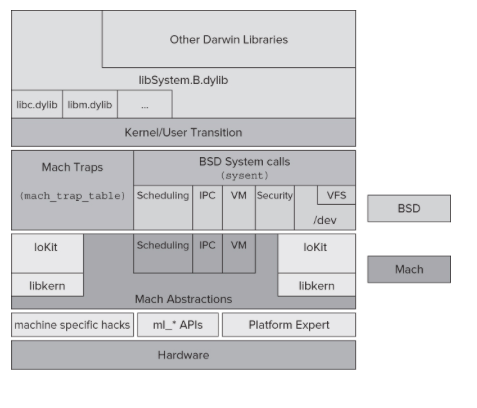 Other Darwin Libraries
libSystem.B.dylib
libc.dylib libm.dylib ...
Kernel/User Transition
Mach Traps
(mach_trap_table)
BSD System calls
(sysent)
Scheduling IPC VM Security VFS
/dev
BSD
IoKit
Scheduling IPC VM
IoKit
libkern
libkern
Mach Abstractions
Mach
machine specific hacks ml_* APIs Platform Expert
Hardware